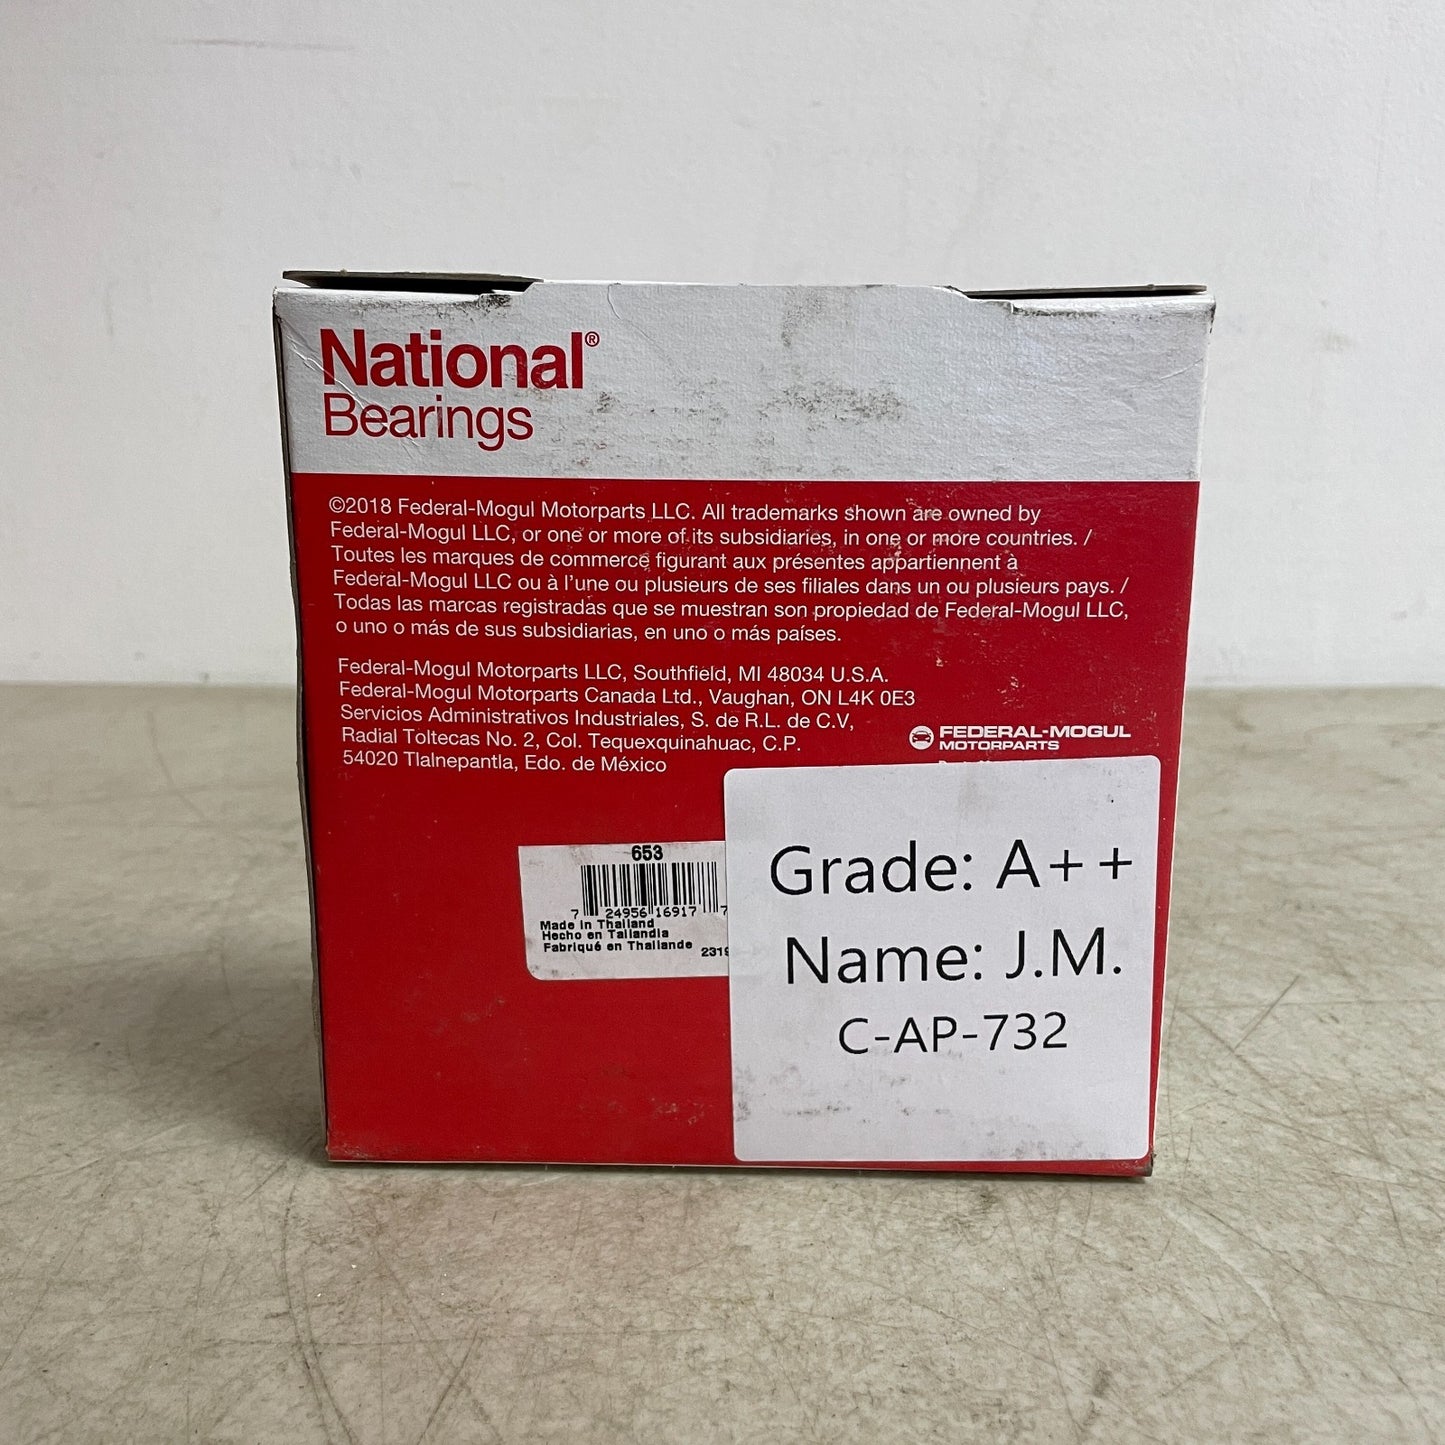 National®
Bearings
©2018 Federal-Mogul Motorparts LLC. All trademarks shown are owned by
Federal-Mogul LLC, or one or more of its subsidiaries, in one or more countries. /
Toutes les marques de commerce figurant aux présentes appartiennent à
Federal-Mogul LLC ou à l'une ou plusieurs de ses filiales dans un ou plusieurs pays. /
Todas las marcas registradas que se muestran son propiedad de Federal-Mogul LLC,
o uno o más de sus subsidiarias, en uno o más países.
Federal-Mogul Motorparts LLC, Southfield, MI 48034 U.S.A.
Federal-Mogul Motorparts Canada Ltd., Vaughan, ON L4K 0E3
Servicios Administrativos Industriales, S. de R.L. de C.V,
Radial Toltecas No. 2, Col. Tequexquinahuac, C.P.
54020 Tlalnepantla, Edo. de México
FEDERAL-MOGUL
MOTORPARTS
653
7 24956 16917 7
Made in Thailand
Hecho en Tailandia
Fabriqué en Thailande
2319
Grade: A++
Name: J.M.
C-AP-732